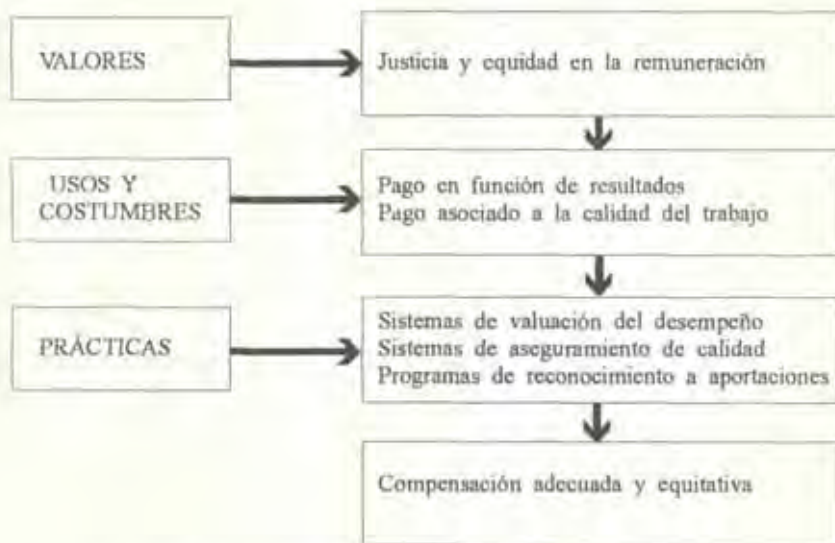 VALORES
Justicia y equidad en la remuneración
USOS Y
COSTUMBRES
Pago en función de resultados
Pago asociado a la calidad del trabajo
PRÁCTICAS
Sistemas de valuación del desempeño
Sistemas de aseguramiento de calidad
Programas de reconocimiento a aportaciones
Compensación adecuada y equitativa